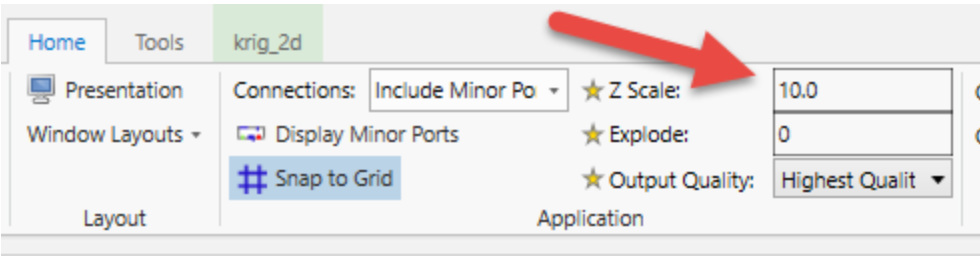 Home Tools krig_2d
Presentation Connections: Include Minor Po Z Scale: 10.0
Window Layouts Display Minor Ports Explode: 0
Snap to Grid Output Quality: Highest Qualit
Layout Application